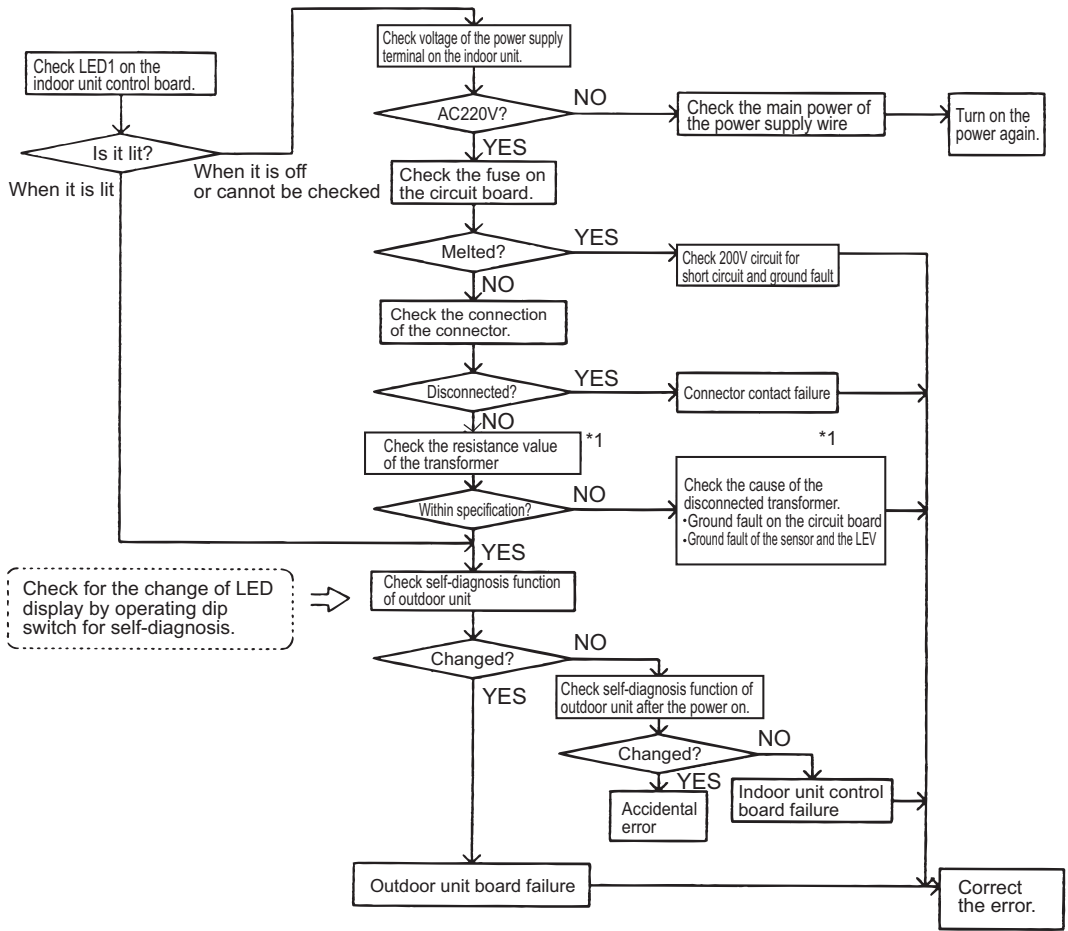 Check voltage of the power supply
terminal on the indoor unit.
Check LED1 on the
indoor unit control board.
AC220V?
NO
Check the main power of
the power supply wire
Turn on the
power again.
Is it lit?
YES
When it is lit
When it is off
or cannot be checked
Check the fuse on
the circuit board.
Melted?
YES
Check 200V circuit for
short circuit and ground fault
NO
Check the connection
of the connector.
Disconnected?
YES
Connector contact failure
NO
Check the resistance value
of the transformer
*1
*1
Within specification?
NO
Check the cause of the
disconnected transformer.
•Ground fault on the circuit board
•Ground fault of the sensor and the LEV
YES
Check for the change of LED
display by operating dip
switch for self-diagnosis.
Check self-diagnosis function
of outdoor unit
Changed?
NO
YES
Check self-diagnosis function of
outdoor unit after the power on.
Changed?
NO
YES
Accidental
error
Indoor unit control
board failure
Outdoor unit board failure
Correct
the error.